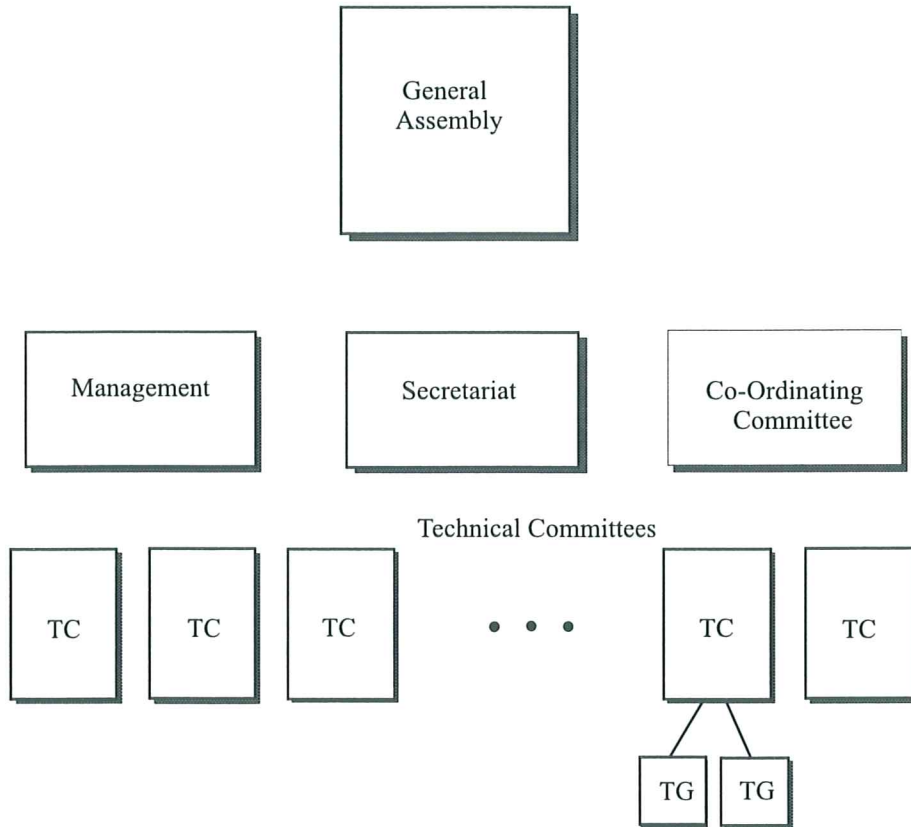 General
Assembly
Management
Secretariat
Co-Ordinating
Committee
Technical Committees
TC
TC
TC
TC
TC
TG
TG